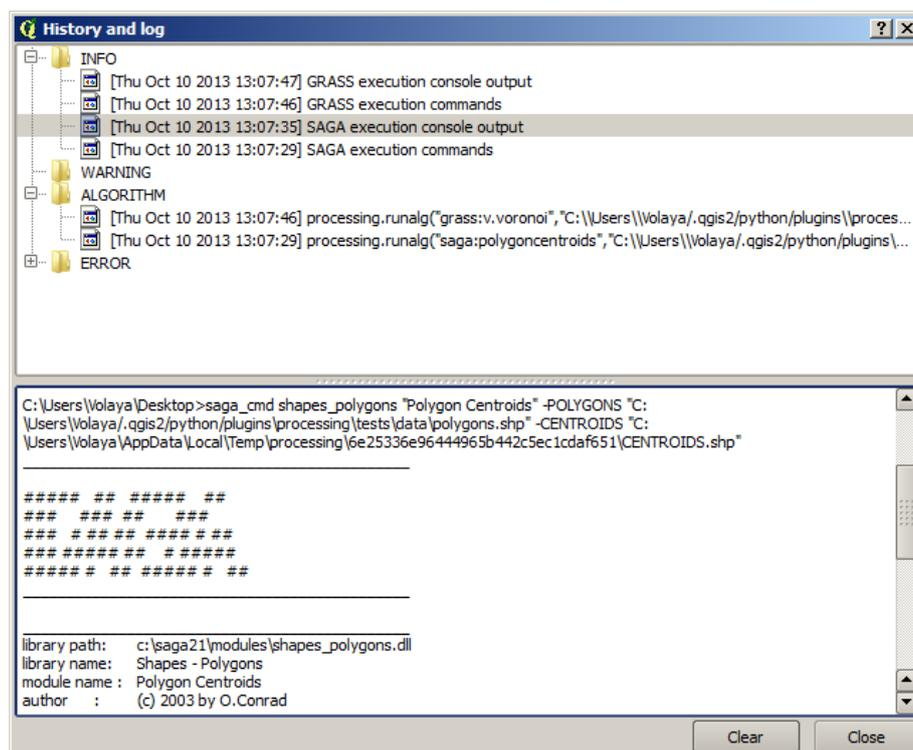 History and log
INFO
[Thu Oct 10 2013 13:07:47] GRASS execution console output
[Thu Oct 10 2013 13:07:46] GRASS execution commands
[Thu Oct 10 2013 13:07:35] SAGA execution console output
[Thu Oct 10 2013 13:07:29] SAGA execution commands
WARNING
ALGORITHM
[Thu Oct 10 2013 13:07:46] processing.runalg("grass:v.voronoi","C:\\Users\\Volaya/.qgis2/python/plugins\\proces...
[Thu Oct 10 2013 13:07:29] processing.runalg("saga:polygoncentroids","C:\\Users\\Volaya/.qgis2/python/plugins\...
ERROR
C:\Users\Volaya\Desktop>saga_cmd shapes_polygons "Polygon Centroids" -POLYGONS "C:
\Users\Volaya/.qgis2/python/plugins\processing\tests\data\polygons.shp" -CENTROIDS "C:
\Users\Volaya\AppData\Local\Temp\processing\6e25336e96444965b442c5ec1cdaf651\CENTROIDS.shp"
_____________________________________________
##### ## ##### ##
### ### ## ###
### # ## ## #### # ##
### ##### ## # #####
##### # ## ##### # ##
_____________________________________________
_____________________________________________
library path: c:\saga21\modules\shapes_polygons.dll
library name: Shapes - Polygons
module name : Polygon Centroids
author : (c) 2003 by O.Conrad
Clear Close